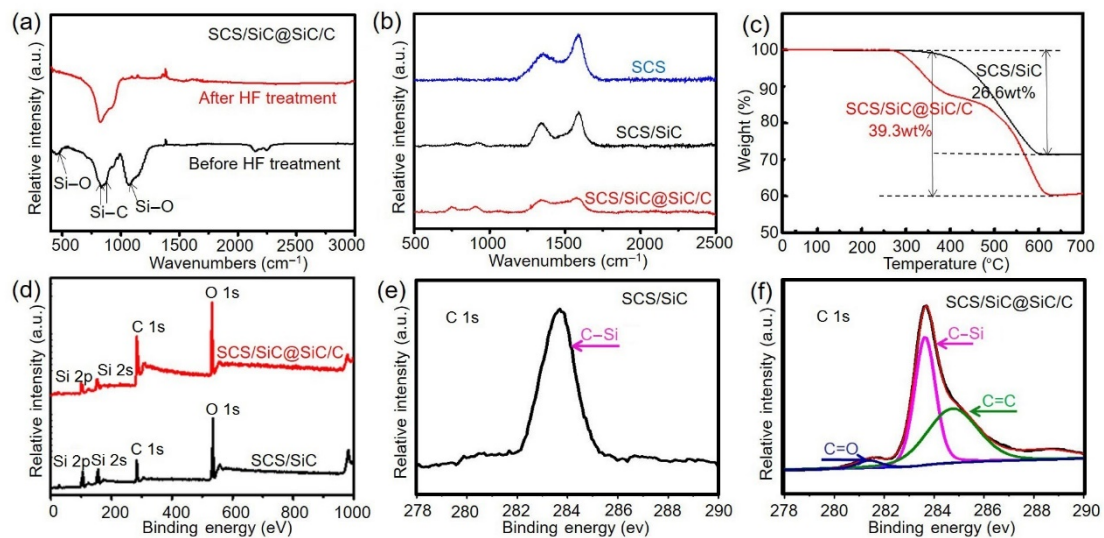 (a)
SCS/SiC@SiC/C
After HF treatment
Before HF treatment
Si–O
Si–C
Si–O
Relative intensity (a.u.)
500 1000 1500 2000 2500 3000
Wavenumbers (cm⁻¹)
(b)
SCS
SCS/SiC
SCS/SiC@SiC/C
Relative intensity (a.u.)
500 1000 1500 2000 2500
Wavenumbers (cm⁻¹)
(c)
100
90
80
70
60
50
Weight (%)
SCS/SiC
26.6wt%
SCS/SiC@SiC/C
39.3wt%
0 100 200 300 400 500 600 700
Temperature (°C)
(d)
O 1s
C 1s
Si 2p Si 2s
SCS/SiC@SiC/C
O 1s
C 1s
Si 2p Si 2s
SCS/SiC
Relative intensity (a.u.)
0 200 400 600 800 1000
Binding energy (eV)
(e)
SCS/SiC
C 1s
C–Si
Relative intensity (a.u.)
278 280 282 284 286 288 290
Binding energy (ev)
(f)
SCS/SiC@SiC/C
C 1s
C–Si
C=C
C=O
Relative intensity (a.u.)
278 280 282 284 286 288 290
Binding energy (ev)